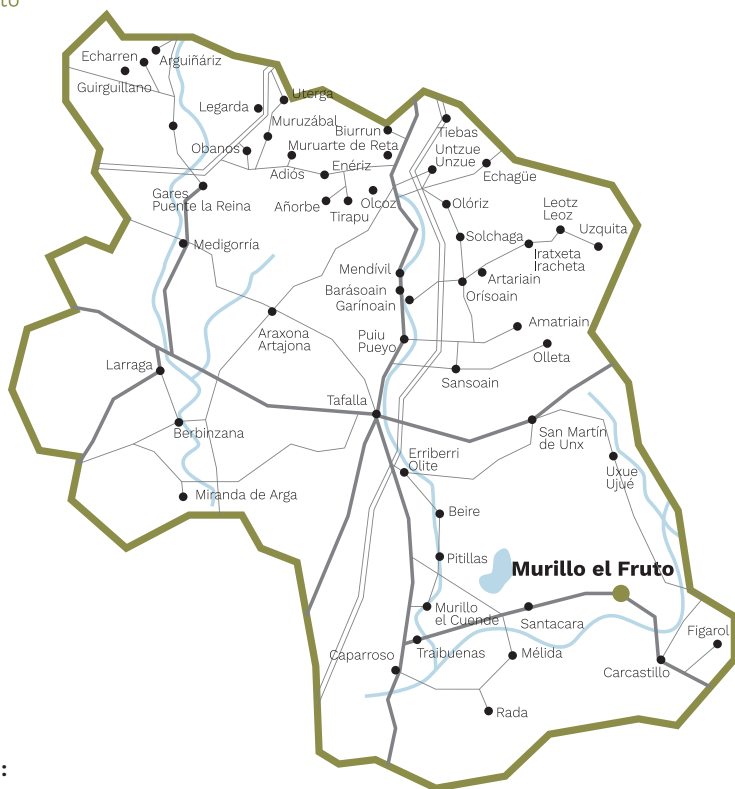 Echarren
Arguiñáriz
Guirguillano
Legarda
Uterga
Muruzábal
Obanos
Muruarte de Reta
Biurrun
Tiebas
Untzue
Unzue
Echagüe
Adiós
Enériz
Gares
Puente la Reina
Añorbe
Tirapu
Olcoz
Olóriz
Leotz
Leoz
Uzquita
Medigorría
Solchaga
Iratxeta
Iracheta
Mendívil
Artariain
Barásoain
Garínoain
Orísoain
Araxona
Artajona
Puiu
Pueyo
Amatriain
Olleta
Larraga
Sansoain
Tafalla
Berbinzana
San Martín
de Unx
Erriberri
Olite
Uxue
Ujué
Miranda de Arga
Beire
Pitillas
Murillo el Fruto
Murillo
el Cuende
Santacara
Figarol
Traibuenas
Mélida
Caparroso
Carcastillo
Rada
: